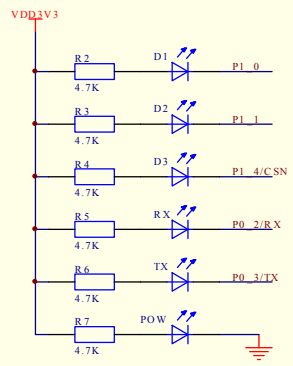 VDD3V3
R2 D1 P1_0
4.7K
R3 D2 P1_1
4.7K
R4 D3 P1_4/CSN
4.7K
R5 RX P0_2/RX
4.7K
R6 TX P0_3/TX
4.7K
R7 POW
4.7K